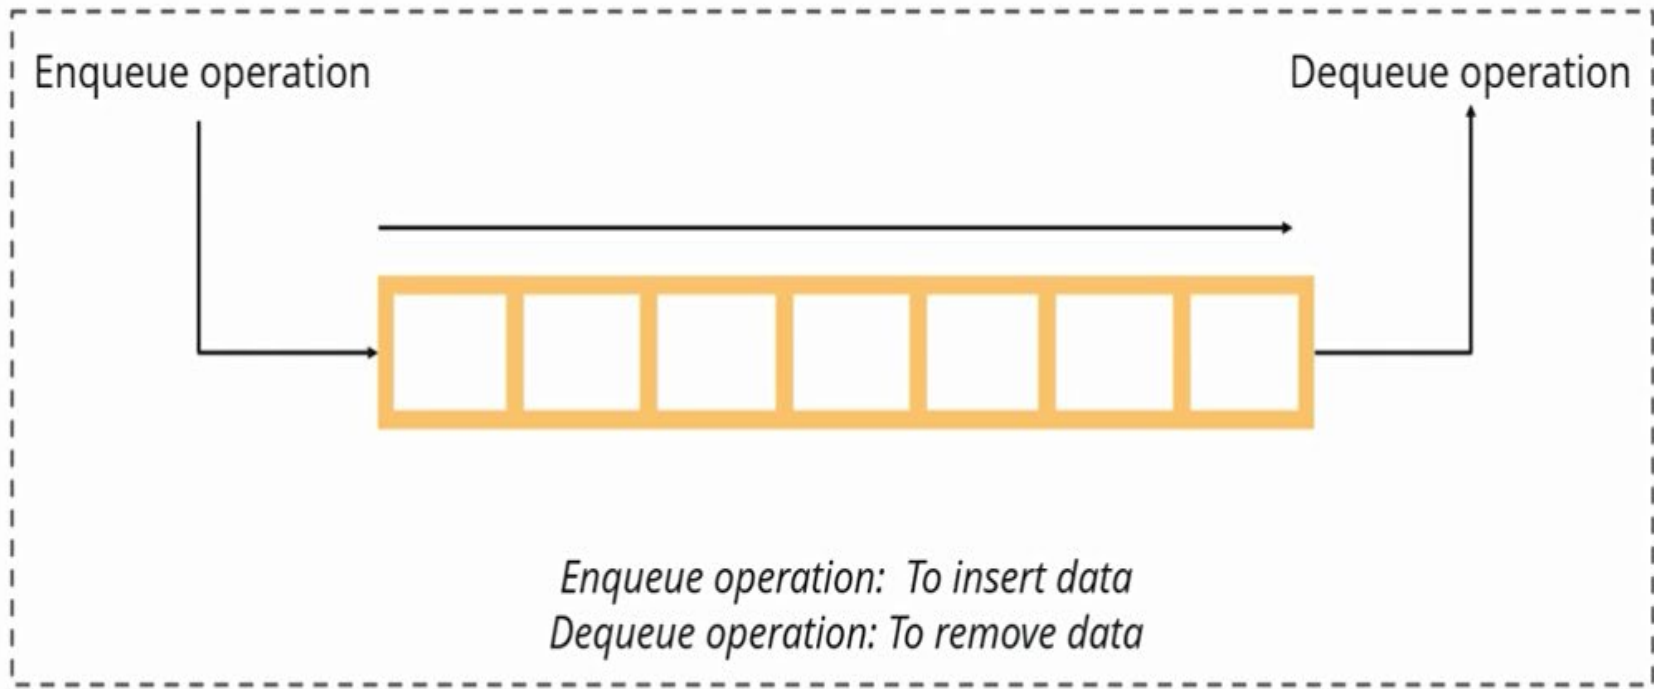 Enqueue operation
Dequeue operation
Enqueue operation: To insert data
Dequeue operation: To remove data